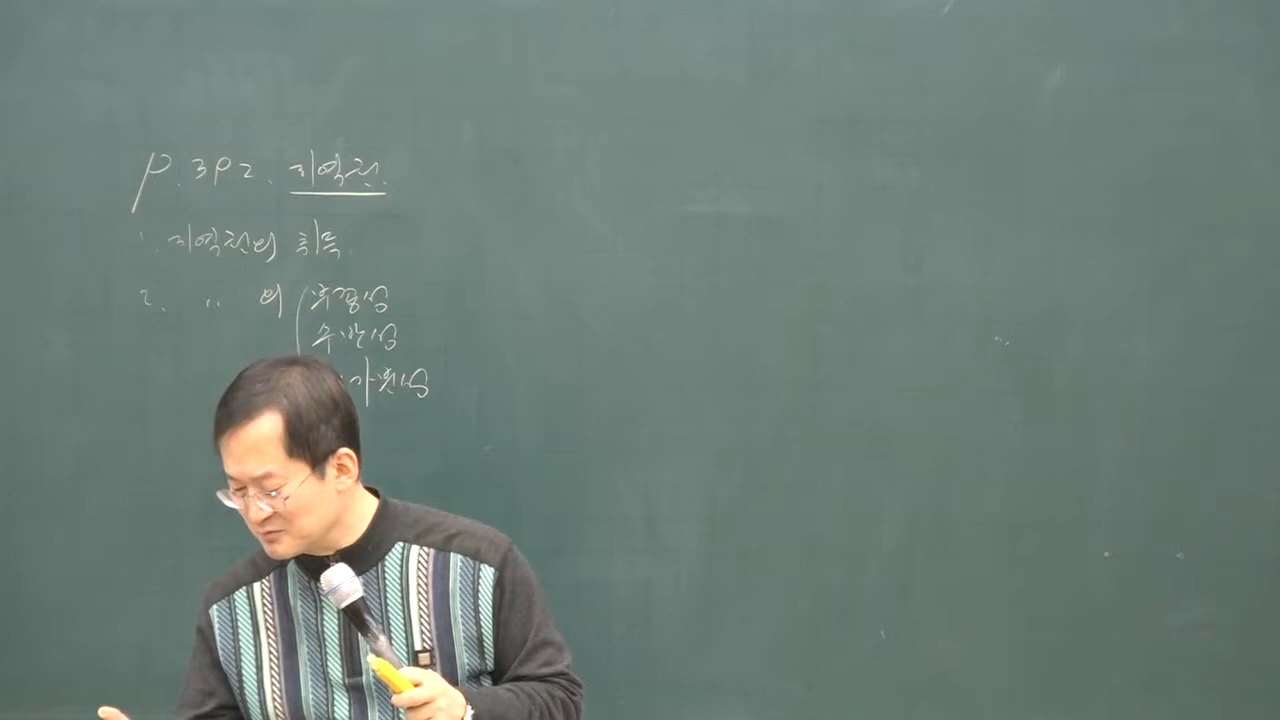 P. 392. 지역권
1. 지역권의 취득.
2. 〃 의 부종성
수반성
불가분성